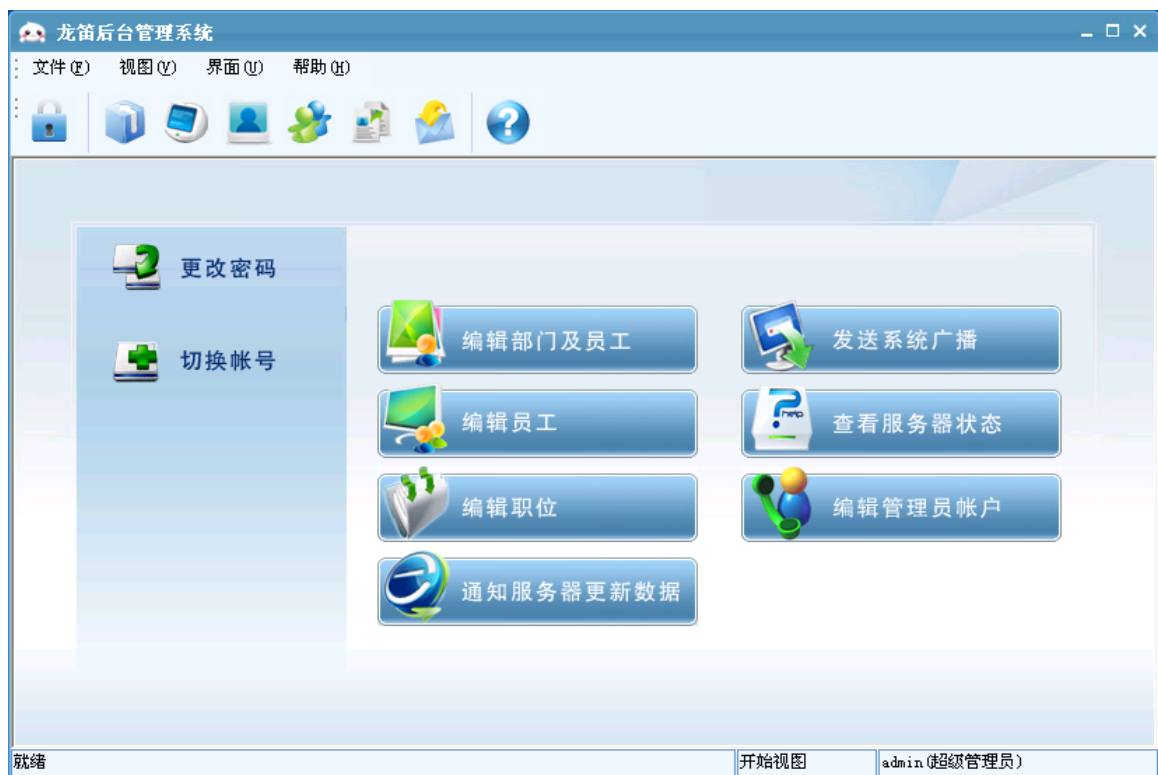 龙笛后台管理系统
文件(F) 视图(V) 界面(U) 帮助(H)
更改密码
切换帐号
编辑部门及员工
发送系统广播
编辑员工
help
查看服务器状态
编辑职位
编辑管理员帐户
通知服务器更新数据
就绪
开始视图
admin(超级管理员)